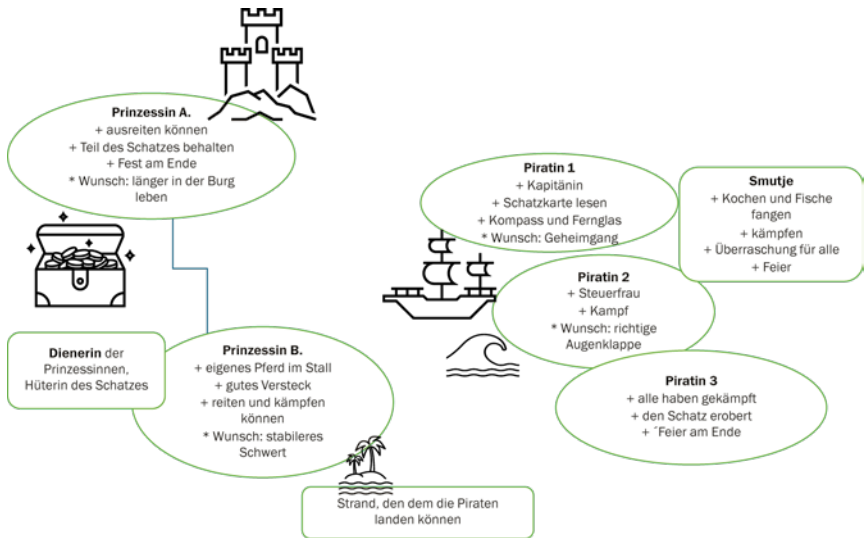 Prinzessin A.
+ ausreiten können
+ Teil des Schatzes behalten
+ Fest am Ende
* Wunsch: länger in der Burg
leben
Piratin 1
+ Kapitänin
+ Schatzkarte lesen
+ Kompass und Fernglas
* Wunsch: Geheimgang
Smutje
+ Kochen und Fische
fangen
+ kämpfen
+ Überraschung für alle
+ Feier
Piratin 2
+ Steuerfrau
+ Kampf
* Wunsch: richtige
Augenklappe
Dienerin der
Prinzessinnen,
Hüterin des Schatzes
Prinzessin B.
+ eigenes Pferd im Stall
+ gutes Versteck
+ reiten und kämpfen
können
* Wunsch: stabileres
Schwert
Piratin 3
+ alle haben gekämpft
+ den Schatz erobert
+ ´Feier am Ende
Strand, den dem die Piraten
landen können